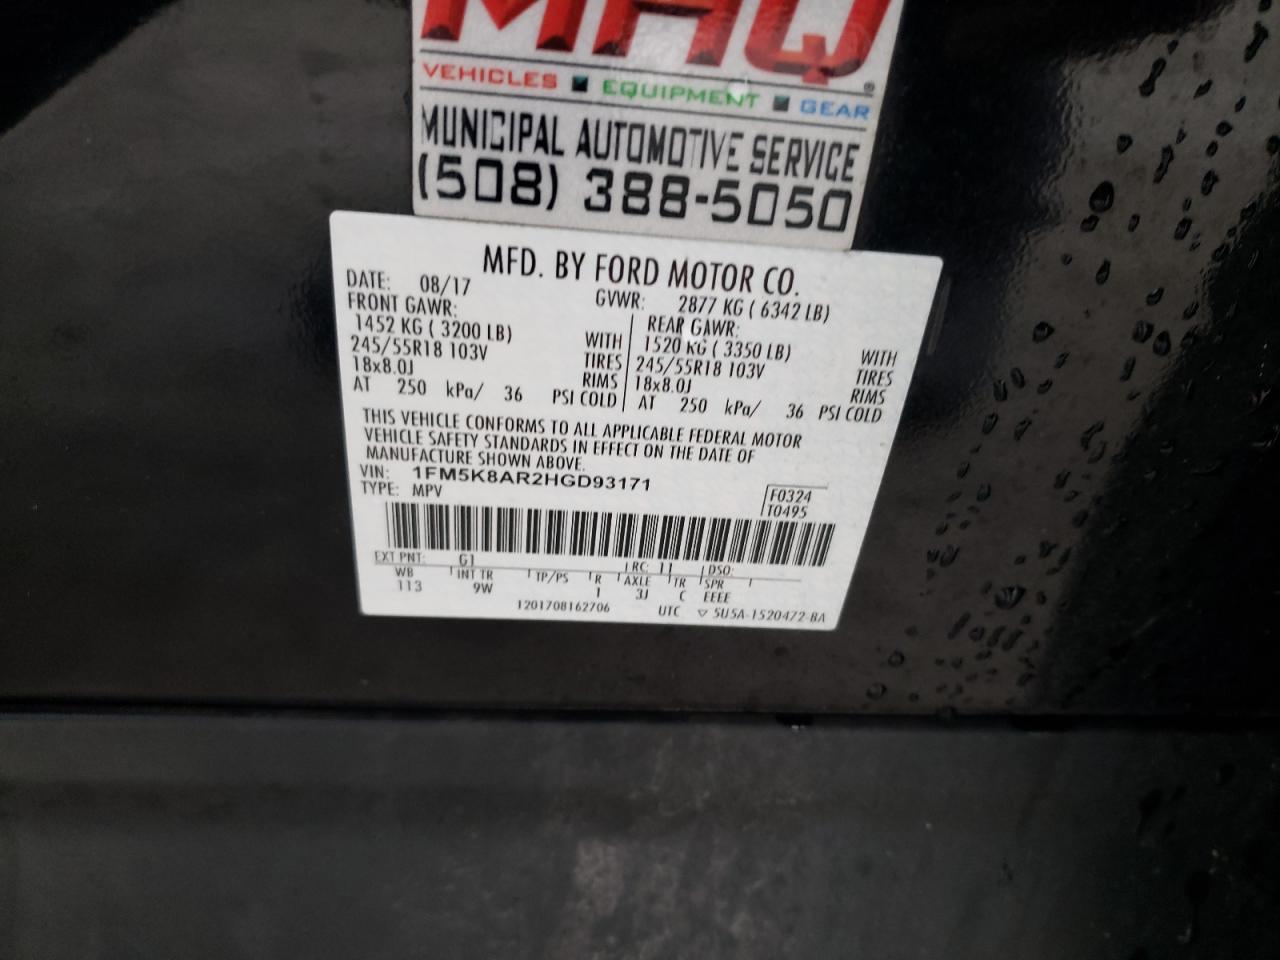 MHQ®
VEHICLES ■ EQUIPMENT ■ GEAR
MUNICIPAL AUTOMOTIVE SERVICE
(508) 388-5050
MFD. BY FORD MOTOR CO.
DATE: 08/17 GVWR: 2877 KG ( 6342 LB)
FRONT GAWR: REAR GAWR:
1452 KG ( 3200 LB) WITH 1520 KG ( 3350 LB) WITH
245/55R18 103V TIRES 245/55R18 103V TIRES
18x8.0J RIMS 18x8.0J RIMS
AT 250 kPa/ 36 PSI COLD AT 250 kPa/ 36 PSI COLD
THIS VEHICLE CONFORMS TO ALL APPLICABLE FEDERAL MOTOR
VEHICLE SAFETY STANDARDS IN EFFECT ON THE DATE OF
MANUFACTURE SHOWN ABOVE.
VIN: 1FM5K8AR2HGD93171
TYPE: MPV F0324
T0495
EXT PNT: G1 RC: 11 DSO:
WB INT TR TP/PS R AXLE TR SPR
113 9W 1 3J C EEEE
1201708162706 UTC ▽ 5U5A-1520472-BA